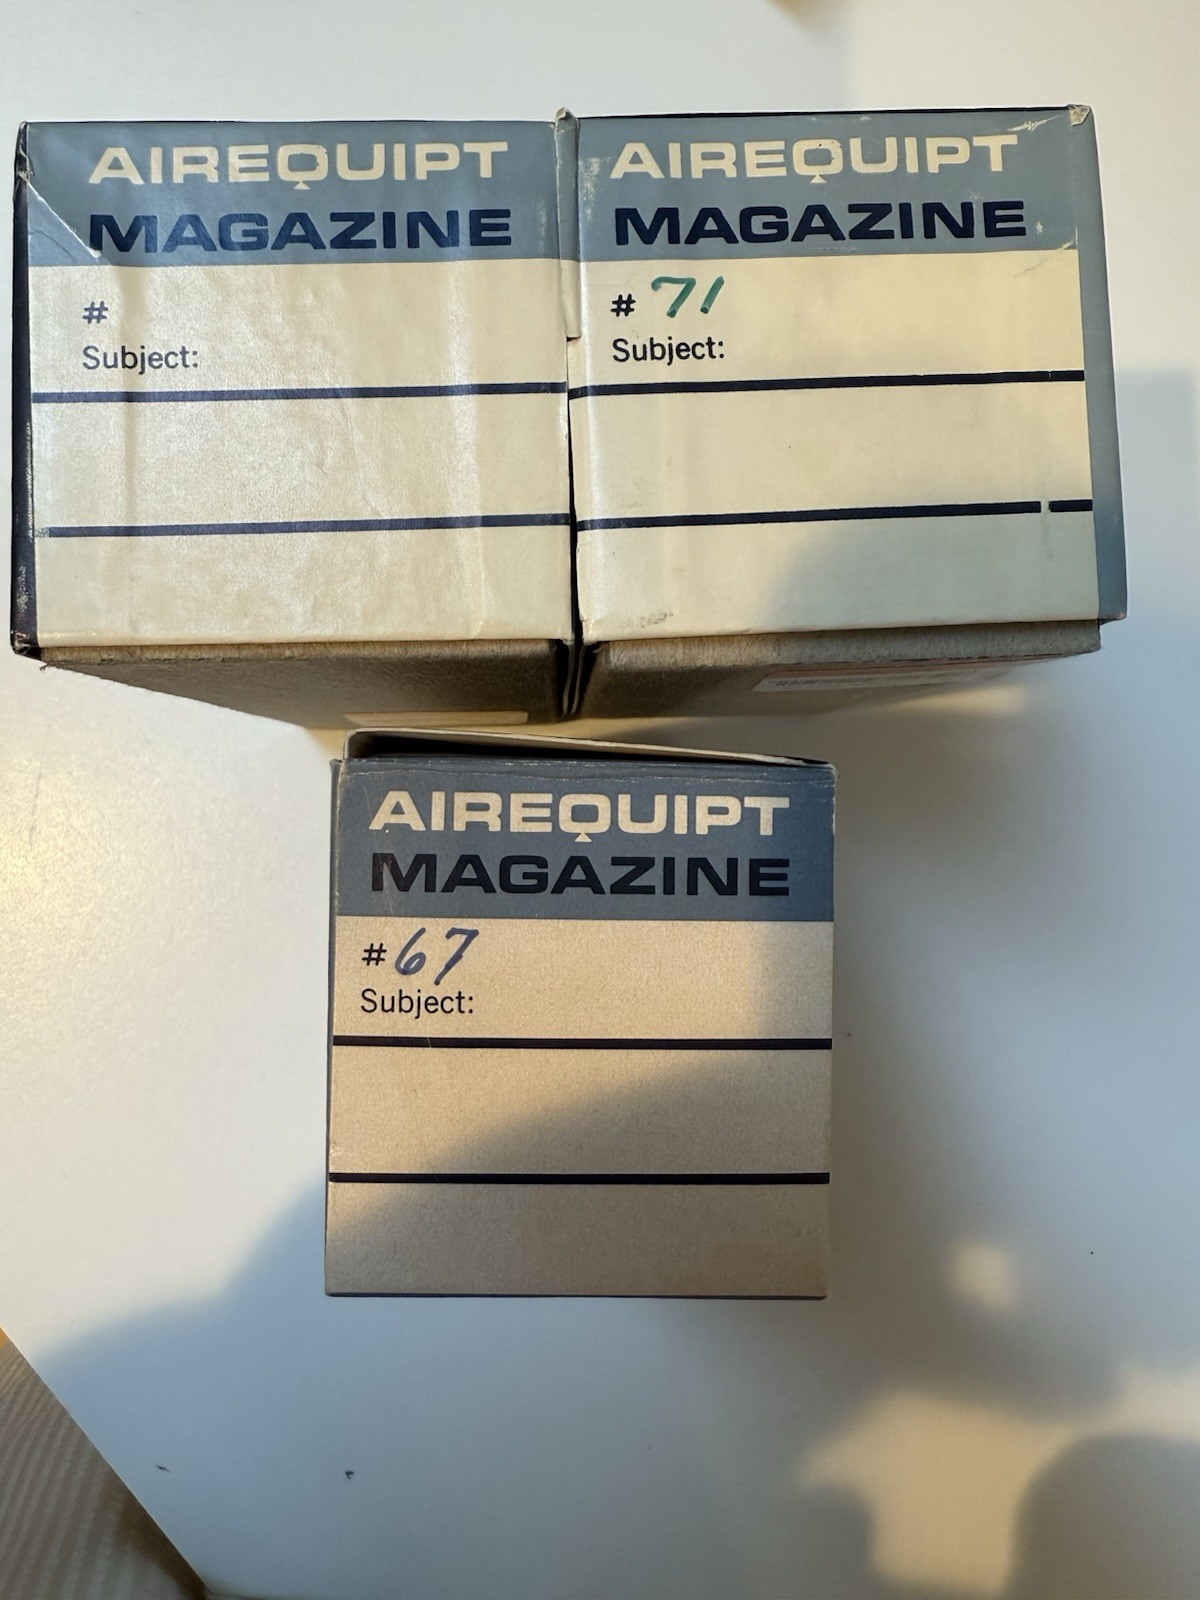 AIREQUIPT
MAGAZINE
#
Subject:
AIREQUIPT
MAGAZINE
# 71
Subject:
AIREQUIPT
MAGAZINE
# 67
Subject: